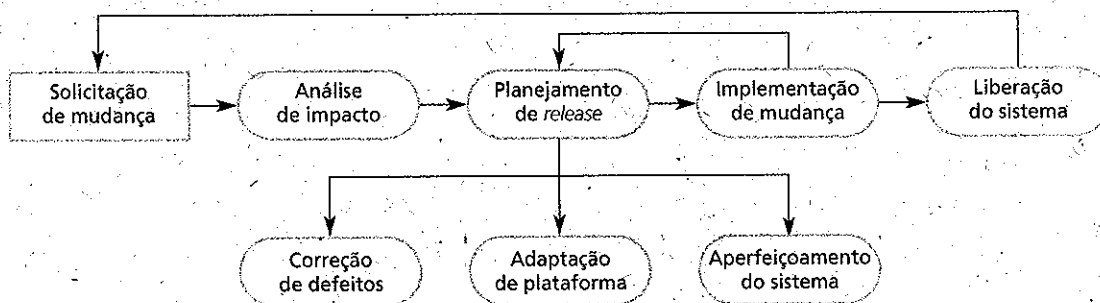 Solicitação
de mudança
Análise
de impacto
Planejamento
de release
Implementação
de mudança
Liberação
do sistema
Correção
de defeitos
Adaptação
de plataforma
Aperfeiçoamento
do sistema